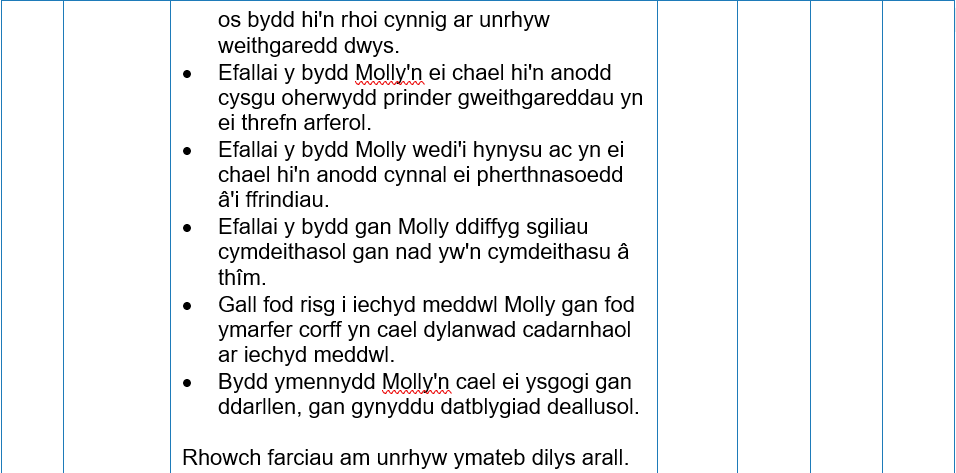 os bydd hi'n rhoi cynnig ar unrhyw
weithgaredd dwys.
• Efallai y bydd Molly'n ei chael hi'n anodd
cysgu oherwydd prinder gweithgareddau yn
ei threfn arferol.
• Efallai y bydd Molly wedi'i hynysu ac yn ei
chael hi'n anodd cynnal ei pherthnasoedd
â'i ffrindiau.
• Efallai y bydd gan Molly ddiffyg sgiliau
cymdeithasol gan nad yw'n cymdeithasu â
thîm.
• Gall fod risg i iechyd meddwl Molly gan fod
ymarfer corff yn cael dylanwad cadarnhaol
ar iechyd meddwl.
• Bydd ymennydd Molly'n cael ei ysgogi gan
ddarllen, gan gynyddu datblygiad deallusol.
Rhowch farciau am unrhyw ymateb dilys arall.